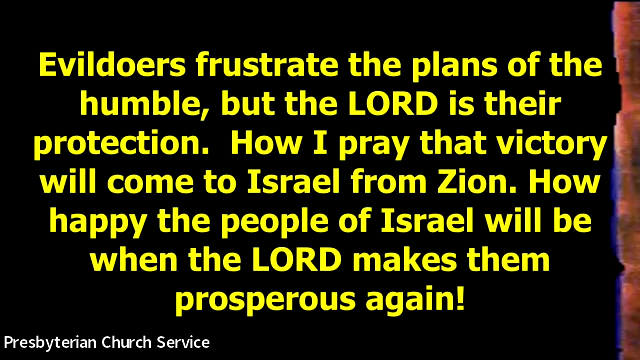 Evildoers frustrate the plans of the
humble, but the LORD is their
protection.  How I pray that victory
will come to Israel from Zion. How
happy the people of Israel will be
when the LORD makes them
prosperous again!
Presbyterian Church Service